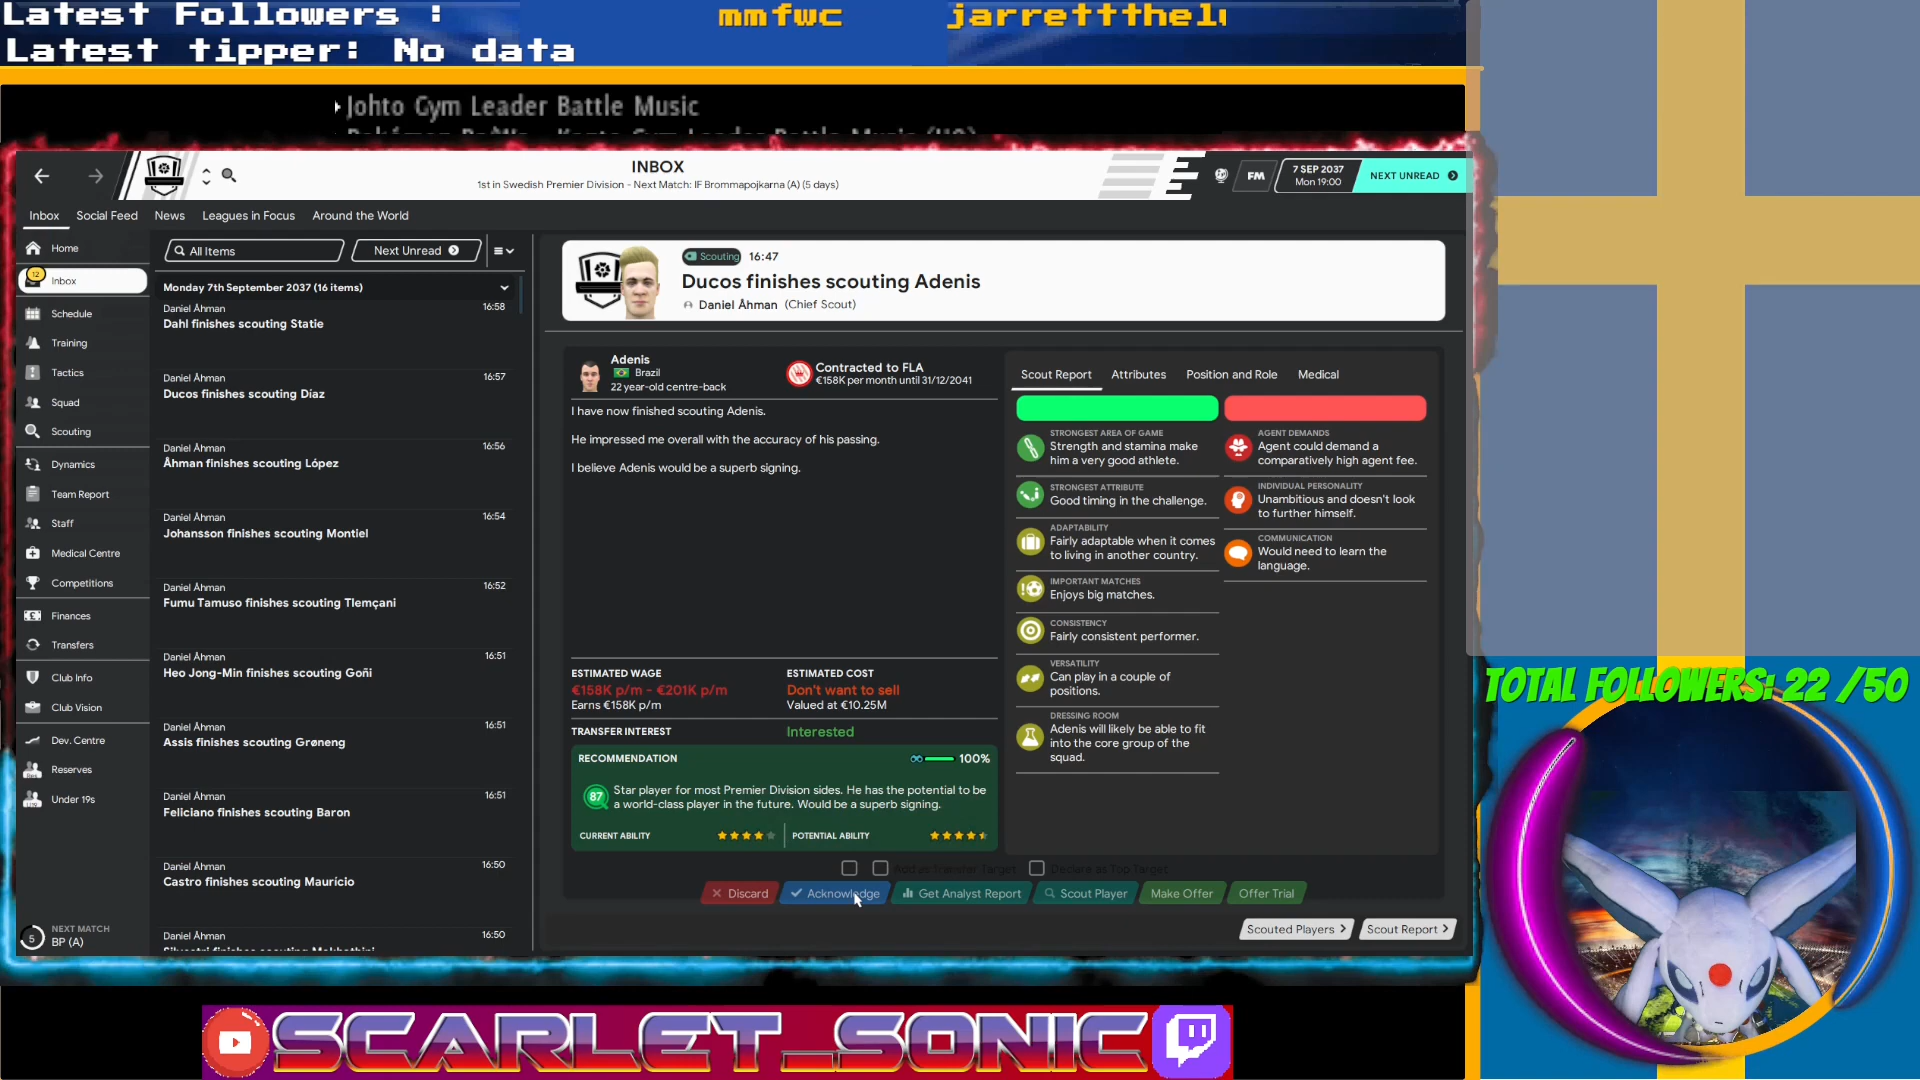 Latest Followers :
mmfwc
jarrettthelu
Latest tipper: No data
Johto Gym Leader Battle Music
INBOX
1st in Swedish Premier Division - Next Match: IF Brommapojkarna (A) (5 days)
FM
7 SEP 2037
Mon 19:00
NEXT UNREAD
Inbox
Social Feed
News
Leagues in Focus
Around the World
Home
12
Inbox
Schedule
Training
Tactics
Squad
Scouting
Dynamics
Team Report
Staff
Medical Centre
Competitions
Finances
Transfers
Club Info
Club Vision
Dev. Centre
Reserves
Under 19s
5
NEXT MATCH
BP (A)
All Items
Next Unread
Monday 7th September 2037 (16 items)
Daniel Åhman 16:58
Dahl finishes scouting Statie
Daniel Åhman 16:57
Ducos finishes scouting Diaz
Daniel Åhman 16:56
Åhman finishes scouting López
Daniel Åhman 16:54
Johansson finishes scouting Montiel
Daniel Åhman 16:52
Fumu Tamuso finishes scouting Tlemçani
Daniel Åhman 16:51
Heo Jong-Min finishes scouting Goñi
Daniel Åhman 16:51
Assis finishes scouting Grøneng
Daniel Åhman 16:51
Feliciano finishes scouting Baron
Daniel Åhman 16:50
Castro finishes scouting Mauricio
Daniel Åhman 16:50
Scouting 16:47
Ducos finishes scouting Adenis
Daniel Åhman (Chief Scout)
Adenis
Brazil
22 year-old centre-back
Contracted to FLA
€158K per month until 31/12/2041
I have now finished scouting Adenis.
He impressed me overall with the accuracy of his passing.
I believe Adenis would be a superb signing.
ESTIMATED WAGE
€158K p/m - €201K p/m
Earns €158K p/m
ESTIMATED COST
Don't want to sell
Valued at €10.25M
TRANSFER INTEREST
Interested
RECOMMENDATION
100%
87
Star player for most Premier Division sides. He has the potential to be
a world-class player in the future. Would be a superb signing.
CURRENT ABILITY
POTENTIAL ABILITY
Scout Report
Attributes
Position and Role
Medical
STRONGEST AREA OF GAME
Strength and stamina make
him a very good athlete.
STRONGEST ATTRIBUTE
Good timing in the challenge.
ADAPTABILITY
Fairly adaptable when it comes
to living in another country.
IMPORTANT MATCHES
Enjoys big matches.
CONSISTENCY
Fairly consistent performer.
VERSATILITY
Can play in a couple of
positions.
DRESSING ROOM
Adenis will likely be able to fit
into the core group of the
squad.
AGENT DEMANDS
Agent could demand a
comparatively high agent fee.
INDIVIDUAL PERSONALITY
Unambitious and doesn't look
to further himself.
COMMUNICATION
Would need to learn the
language.
Add as Transfer Target
Declare as Top Target
Discard
Acknowledge
Get Analyst Report
Scout Player
Make Offer
Offer Trial
Scouted Players
Scout Report
TOTAL FOLLOWERS: 22 /50
SCARLET_SONIC